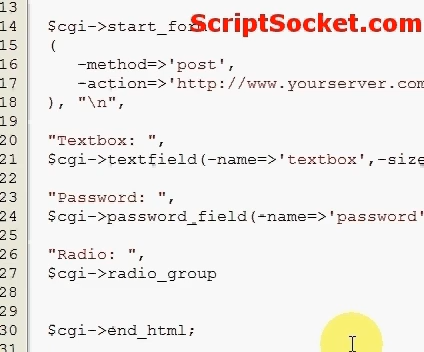 ScriptSocket.com
13
14 $cgi->start_for
15 (
16 -method=>'post',
17 -action=>'http://www.yourserver.com
18 ), "\n",
19
20 "Textbox: ",
21 $cgi->textfield(-name=>'textbox',-size
22
23 "Password: ",
24 $cgi->password_field(-name=>'password'
25
26 "Radio: ",
27 $cgi->radio_group
28
29
30 $cgi->end_html;
31